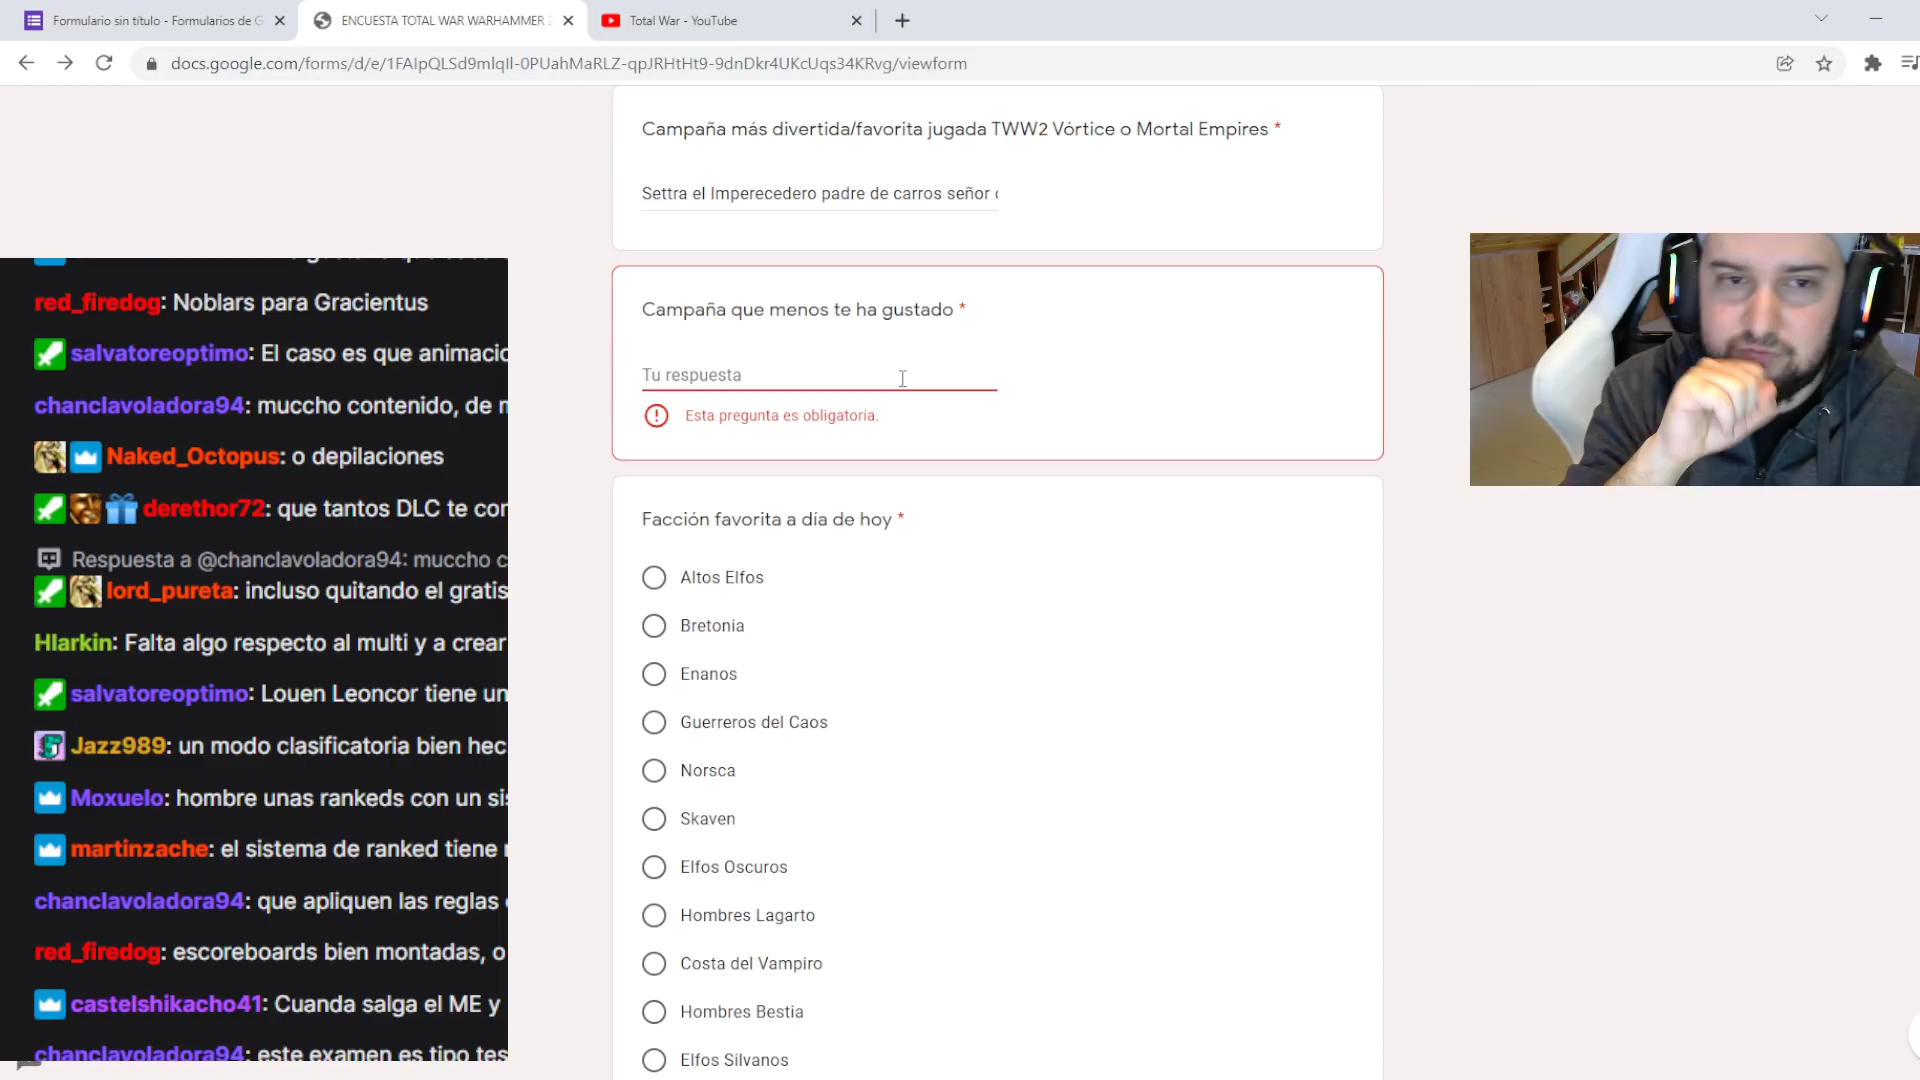 Formulario sin título - Formularios de G
ENCUESTA TOTAL WAR WARHAMMER 2
Total War - YouTube
docs.google.com/forms/d/e/1FAIpQLSd9mlqIl-0PUahMaRLZ-qpJRHtHt9-9dnDkr4UKcUqs34KRvg/viewform
Campaña más divertida/favorita jugada TWW2 Vórtice o Mortal Empires *
Settra el Imperecedero padre de carros señor
Campaña que menos te ha gustado *
Tu respuesta
Esta pregunta es obligatoria.
Facción favorita a día de hoy *
Altos Elfos
Bretonia
Enanos
Guerreros del Caos
Norsca
Skaven
Elfos Oscuros
Hombres Lagarto
Costa del Vampiro
Hombres Bestia
Elfos Silvanos
red_firedog: Noblars para Gracientus
salvatoreoptimo: El caso es que animacio
chanclavoladora94: muccho contenido, de m
Naked_Octopus: o depilaciones
derethor72: que tantos DLC te con
Respuesta a @chanclavoladora94: muccho c
lord_pureta: incluso quitando el gratis
Hlarkin: Falta algo respecto al multi y a crear
salvatoreoptimo: Louen Leoncor tiene un
Jazz989: un modo clasificatoria bien hec
Moxuelo: hombre unas rankeds con un sis
martinzache: el sistema de ranked tiene
chanclavoladora94: que apliquen las reglas
red_firedog: escoreboards bien montadas, o
castelshikacho41: Cuanda salga el ME y
chanclavoladora94: este examen es tipo tes